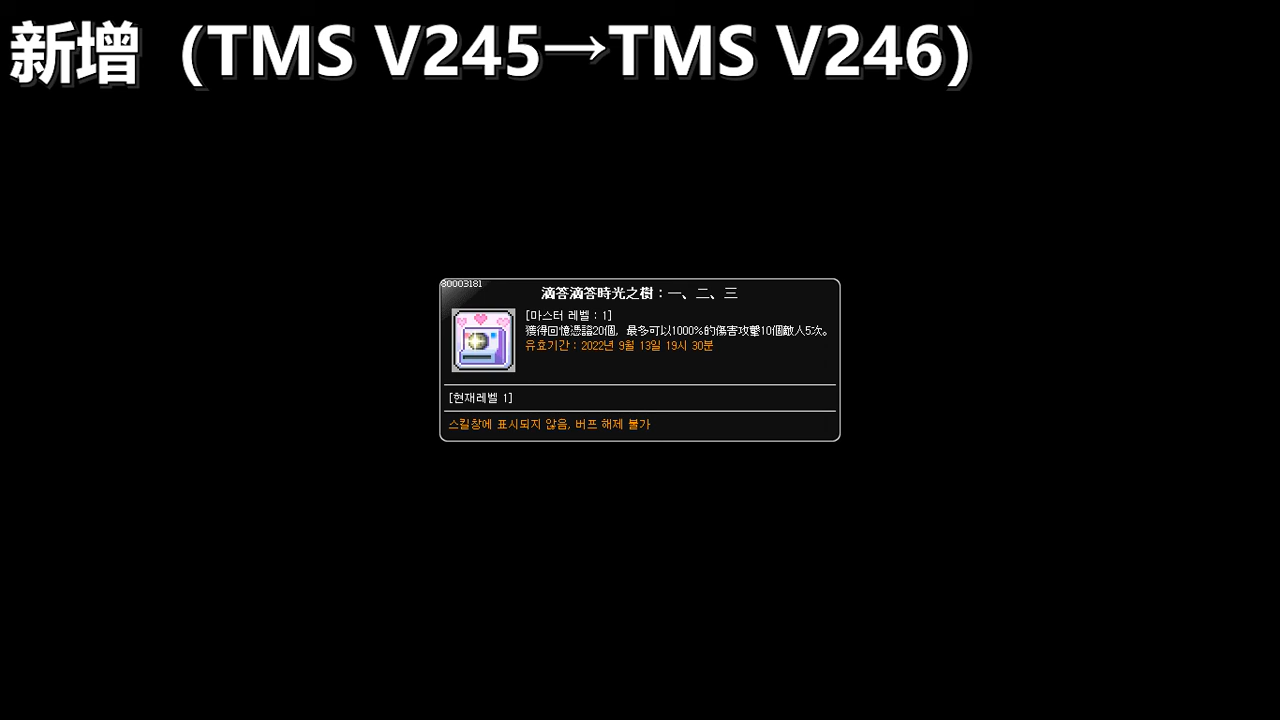 新增（TMS V245→TMS V246）
80003181
滴答滴答時光之樹：一、二、三
[마스터 레벨 : 1]
獲得回憶憑證20個，最多可以1000%的傷害攻擊10個敵人5次。
유효기간 : 2022년 9월 13일 19시 30분
[현재레벨 1]
스킬창에 표시되지 않음, 버프 해제 불가